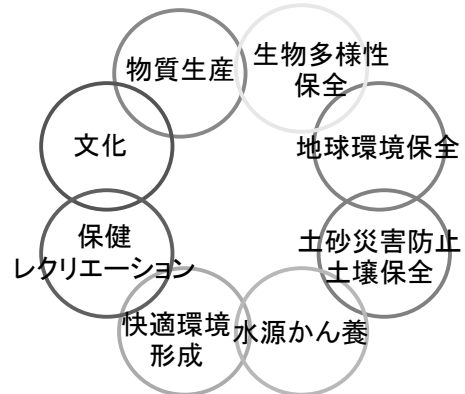 物質生産
生物多様性
保全
地球環境保全
土砂災害防止
土壌保全
水源かん養
快適環境
形成
保健
レクリエーション
文化